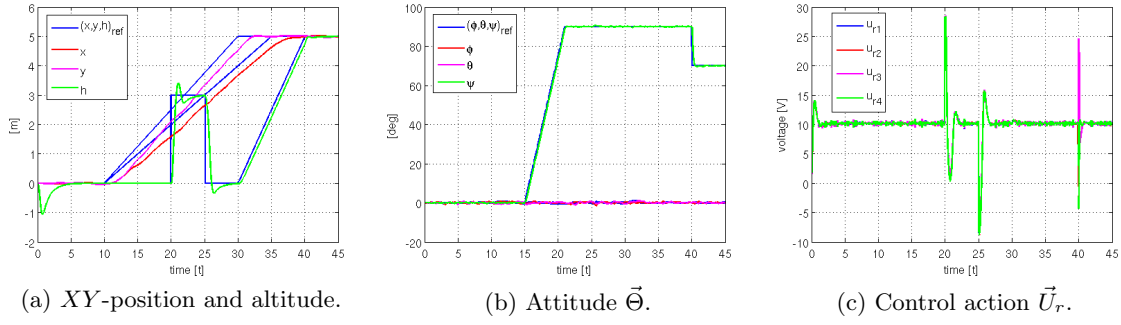 (x,y,h)ref
x
y
h
6
5
4
3
2
1
0
-1
-2
[m]
0 5 10 15 20 25 30 35 40 45
time [t]
(a) XY-position and altitude.
(ϕ,θ,ψ)ref
ϕ
θ
ψ
100
80
60
40
20
0
-20
[deg]
0 5 10 15 20 25 30 35 40 45
time [t]
(b) Attitude Θ⃗.
ur1
ur2
ur3
ur4
30
25
20
15
10
5
0
-5
-10
voltage [V]
0 5 10 15 20 25 30 35 40 45
time [t]
(c) Control action U⃗r.